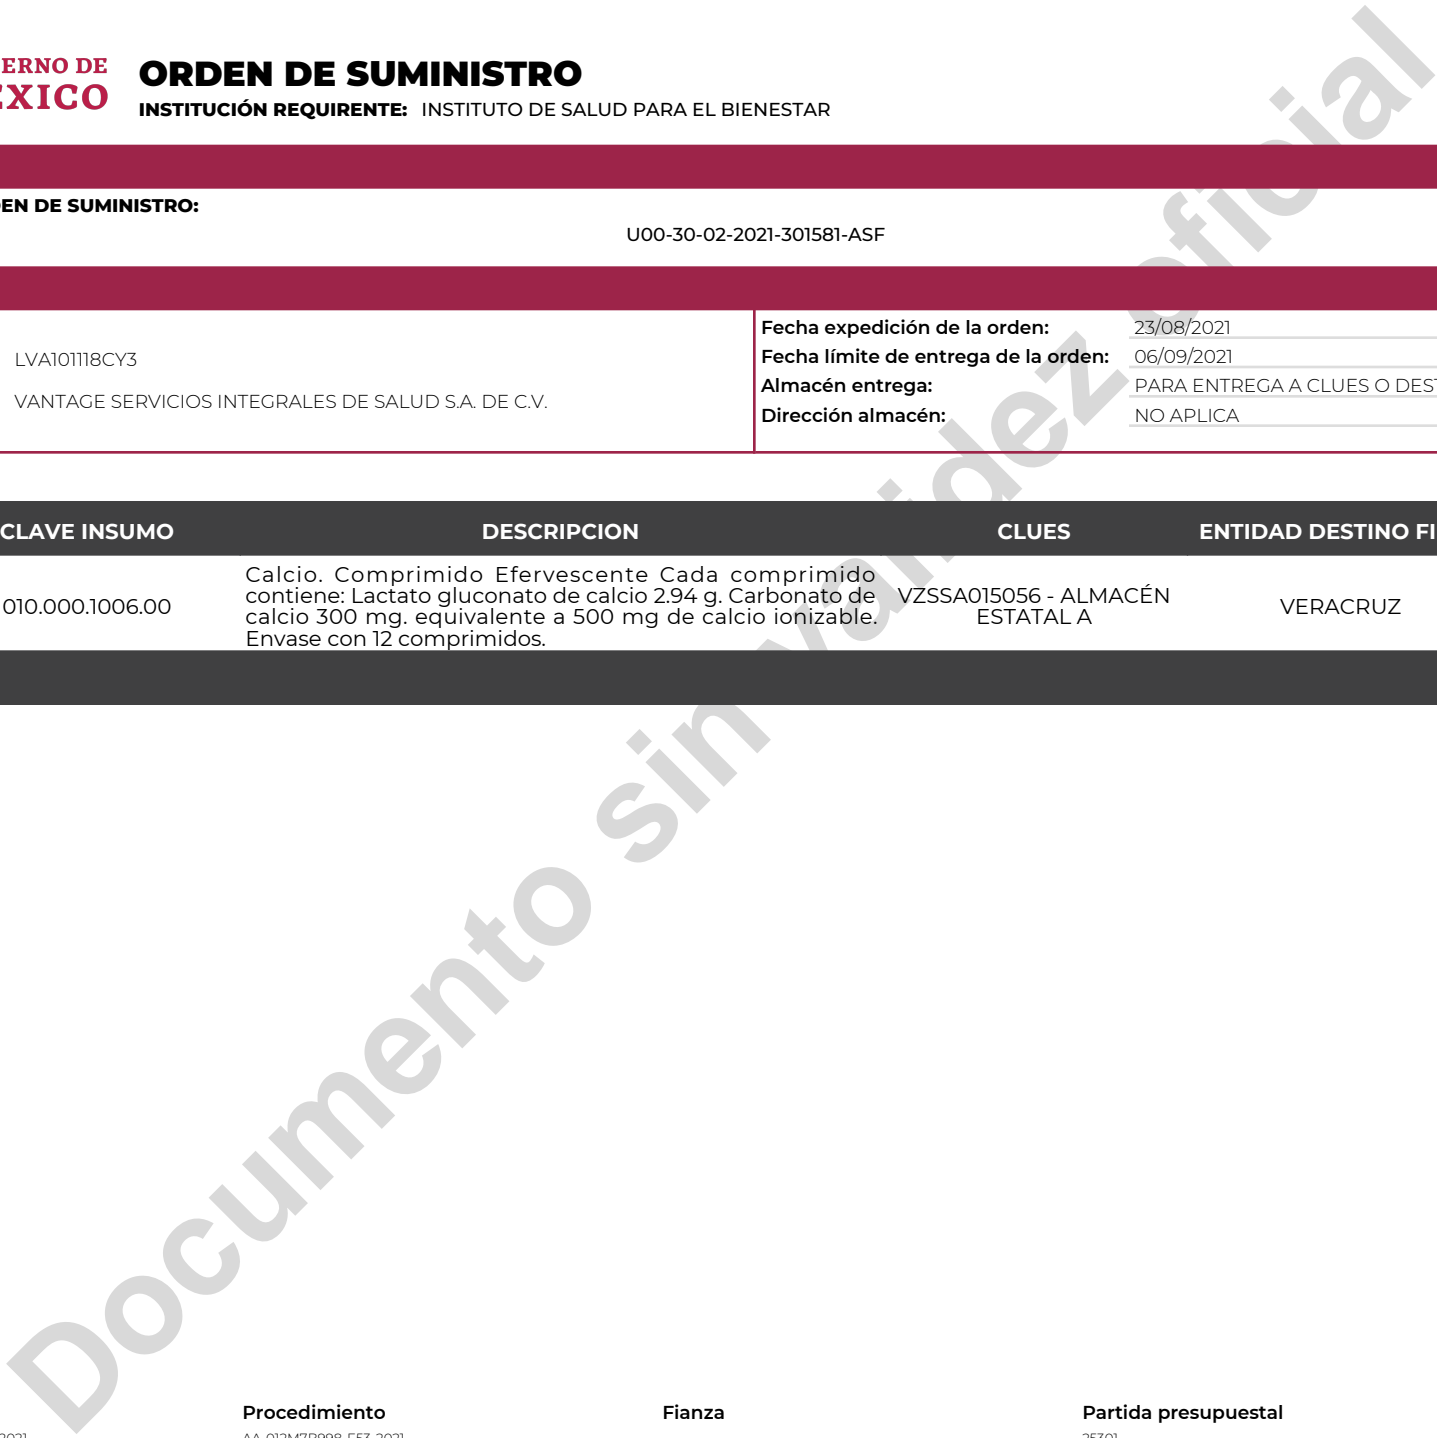 ERNO DE
EXICO
ORDEN DE SUMINISTRO
INSTITUCIÓN REQUIRENTE: INSTITUTO DE SALUD PARA EL BIENESTAR
EN DE SUMINISTRO:
U00-30-02-2021-301581-ASF
LVA101118CY3
VANTAGE SERVICIOS INTEGRALES DE SALUD S.A. DE C.V.
Fecha expedición de la orden: 23/08/2021
Fecha límite de entrega de la orden: 06/09/2021
Almacén entrega: PARA ENTREGA A CLUES O DEST
Dirección almacén: NO APLICA
CLAVE INSUMO DESCRIPCION CLUES ENTIDAD DESTINO FI
010.000.1006.00
Calcio. Comprimido Efervescente Cada comprimido
contiene: Lactato gluconato de calcio 2.94 g. Carbonato de
calcio 300 mg. equivalente a 500 mg de calcio ionizable.
Envase con 12 comprimidos.
VZSSA015056 - ALMACÉN
ESTATAL A
VERACRUZ
Documento sin validez oficial
Procedimiento Fianza Partida presupuestal